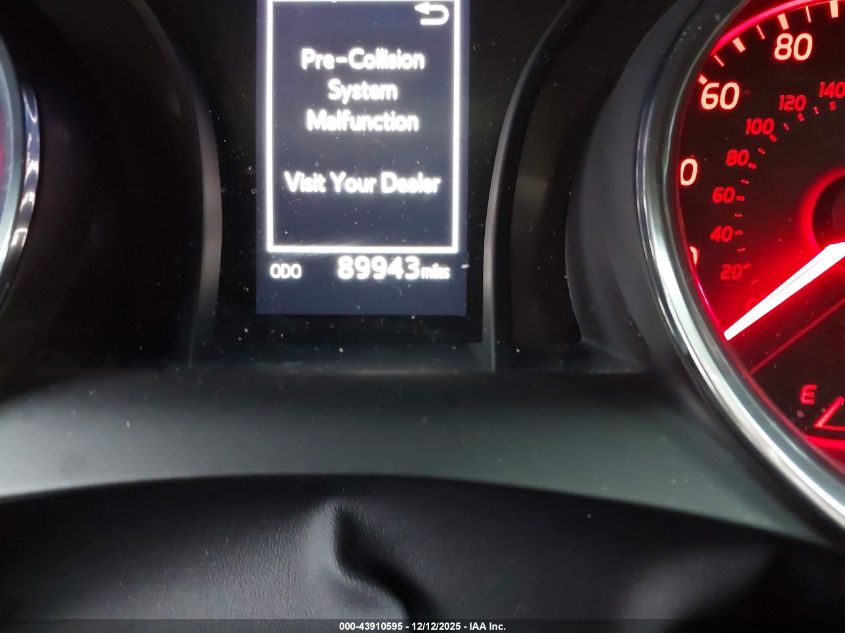 Pre-Collision
System
Malfunction
Visit Your Dealer
ODO 89943 miles
80
60
0
140
120
100
80
60
40
20
E
000-43910595 - 12/12/2025 - IAA Inc.